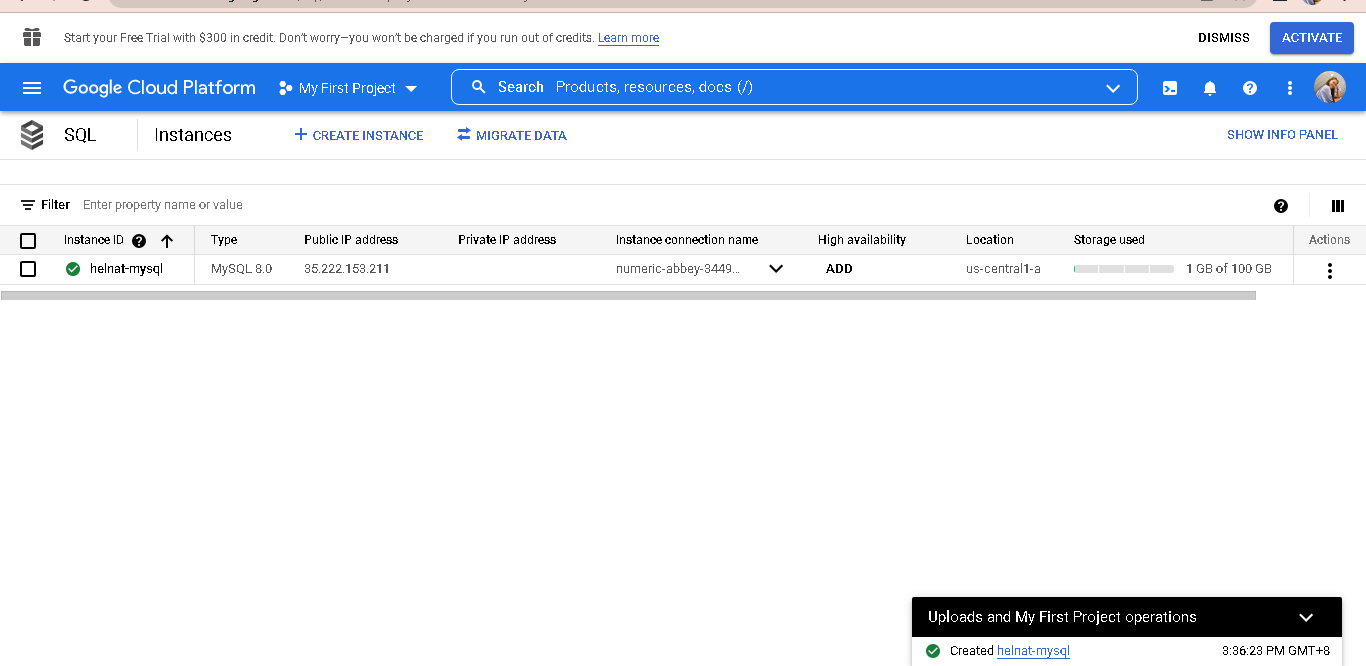 Start your Free Trial with $300 in credit. Don't worry—you won't be charged if you run out of credits. Learn more
DISMISS
ACTIVATE
Google Cloud Platform
My First Project
Search Products, resources, docs (/)
SQL
Instances
+ CREATE INSTANCE
MIGRATE DATA
SHOW INFO PANEL
Filter Enter property name or value
Instance ID Type Public IP address Private IP address Instance connection name High availability Location Storage used Actions
helnat-mysql MySQL 8.0 35.222.153.211 numeric-abbey-3449... ADD us-central1-a 1 GB of 100 GB
Uploads and My First Project operations
Created helnat-mysql 3:36:23 PM GMT+8